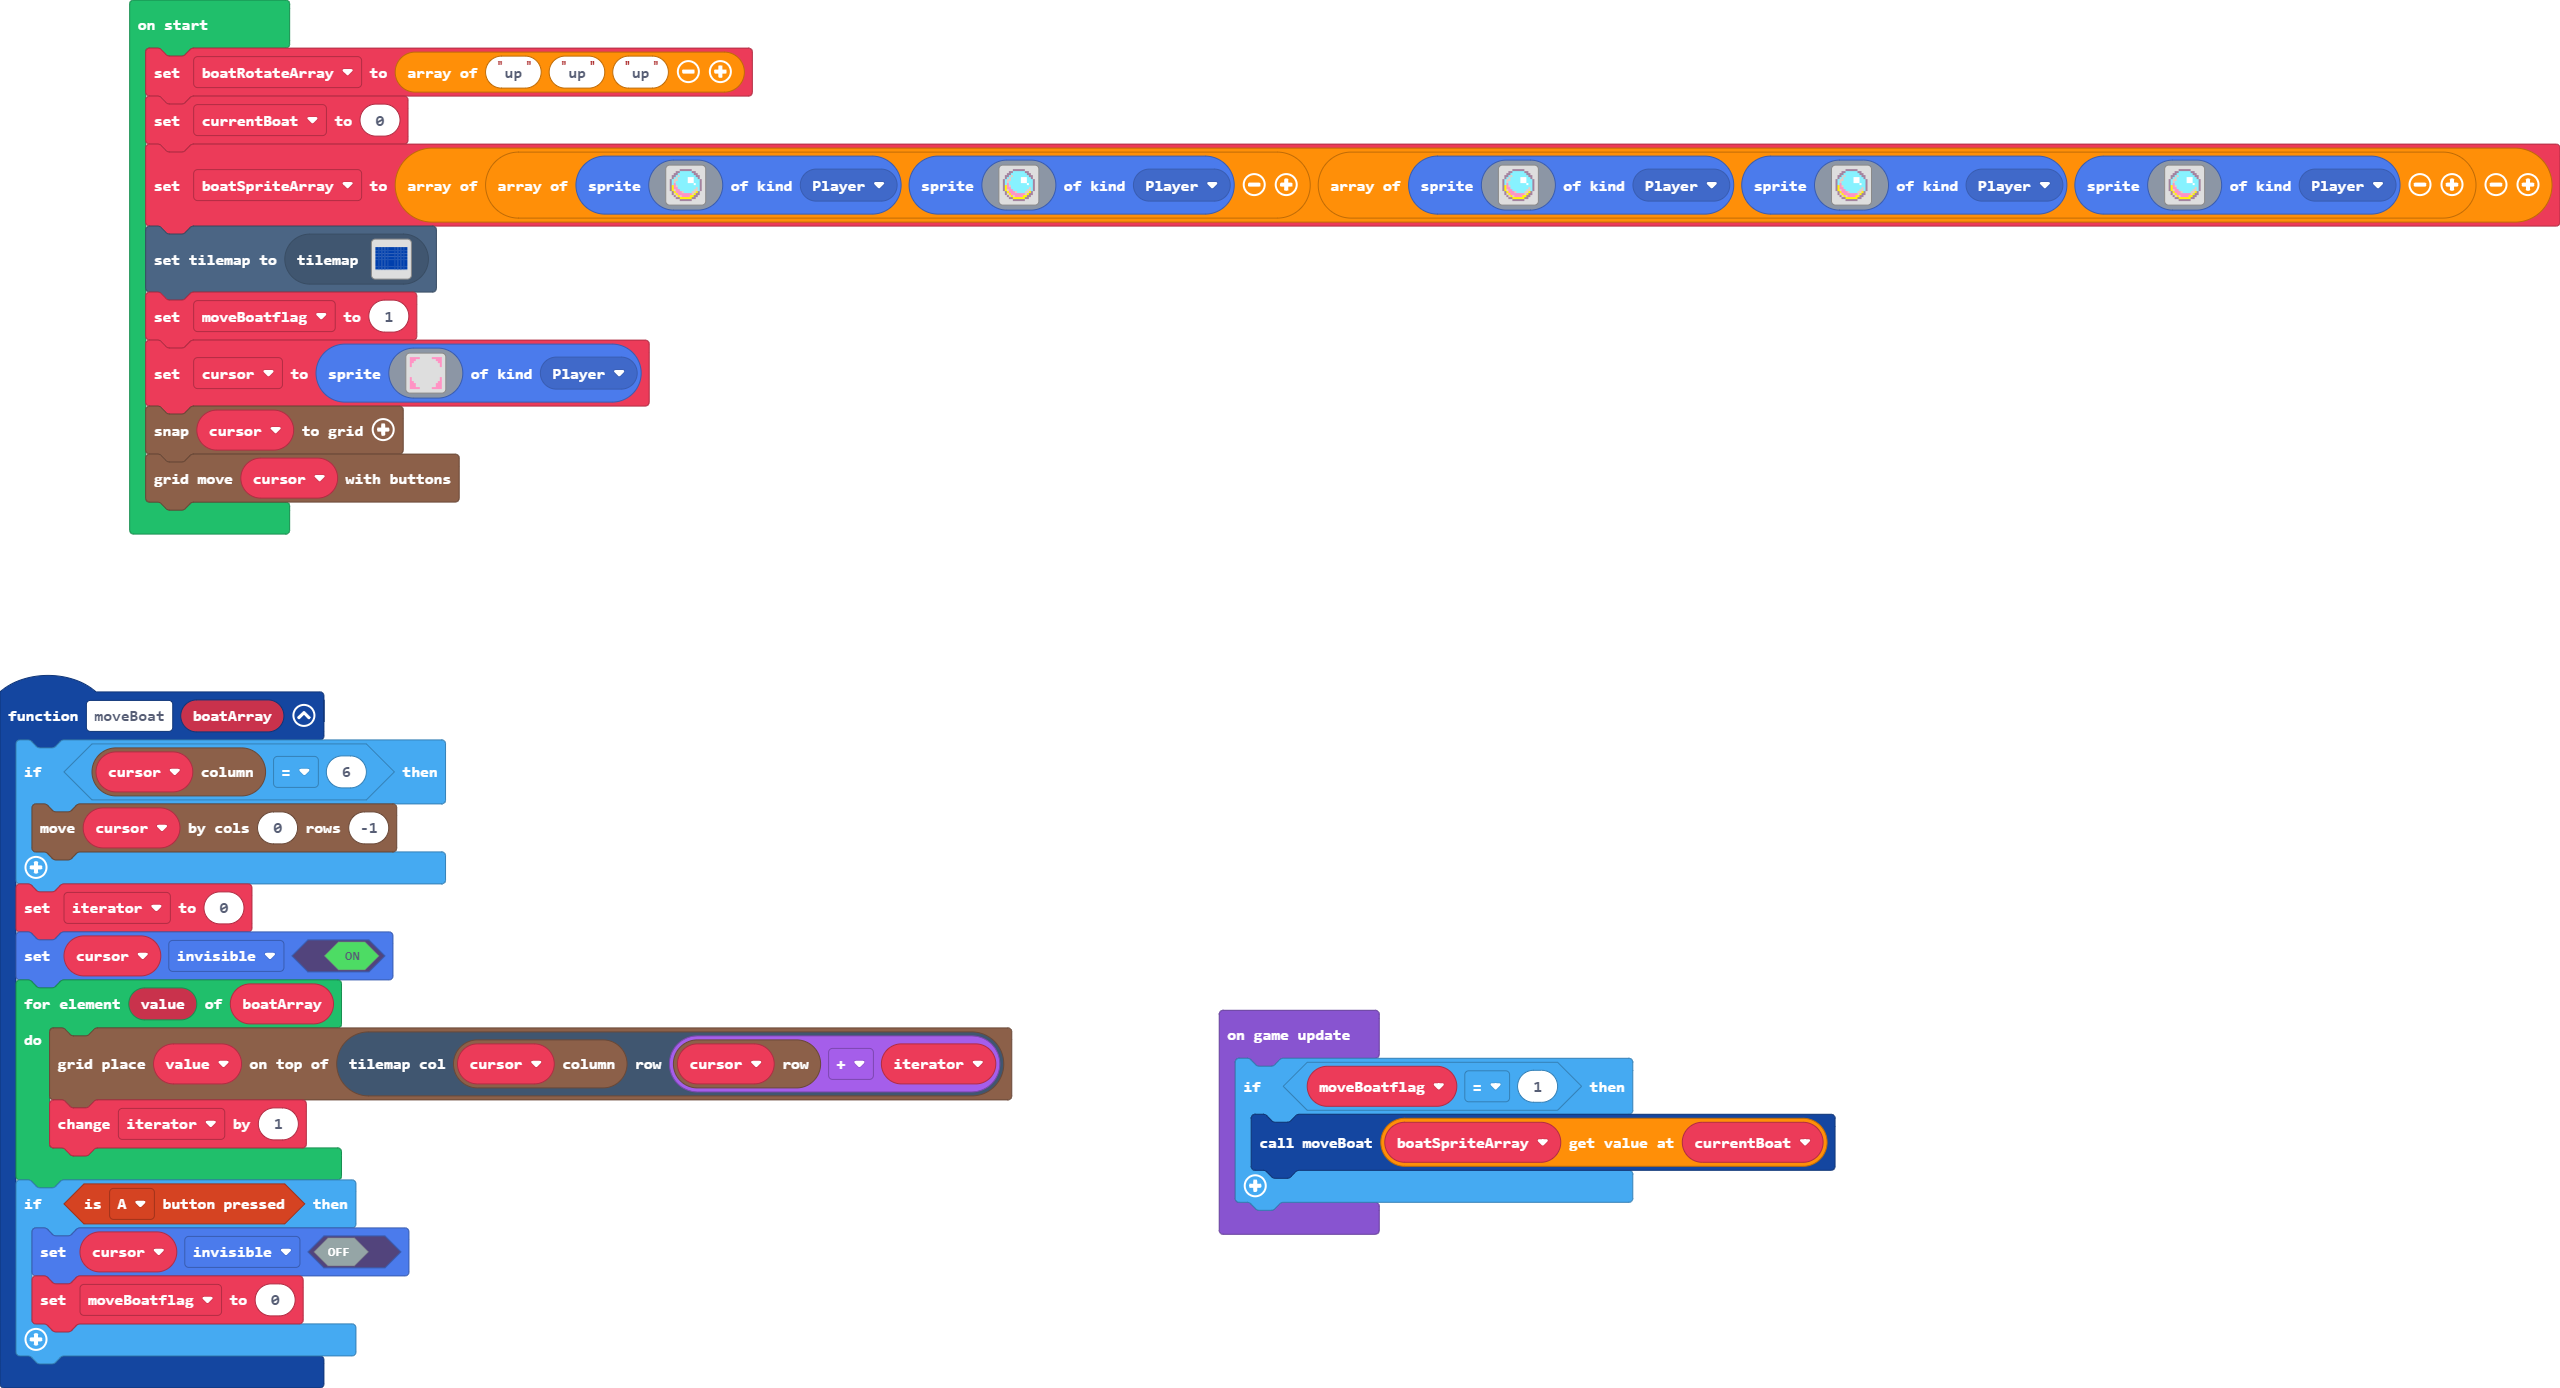 on start
set boatRotateArray to array of "up" "up" "up"
set currentBoat to 0
set boatSpriteArray to array of array of sprite of kind Player sprite of kind Player array of sprite of kind Player sprite of kind Player sprite of kind Player
set tilemap to tilemap
set moveBoatflag to 1
set cursor to sprite of kind Player
snap cursor to grid
grid move cursor with buttons
function moveBoat boatArray
if cursor column = 6 then
move cursor by cols 0 rows -1
set iterator to 0
set cursor invisible ON
for element value of boatArray
do
grid place value on top of tilemap col cursor column row cursor row + iterator
change iterator by 1
if is A button pressed then
set cursor invisible OFF
set moveBoatflag to 0
on game update
if moveBoatflag = 1 then
call moveBoat boatSpriteArray get value at currentBoat